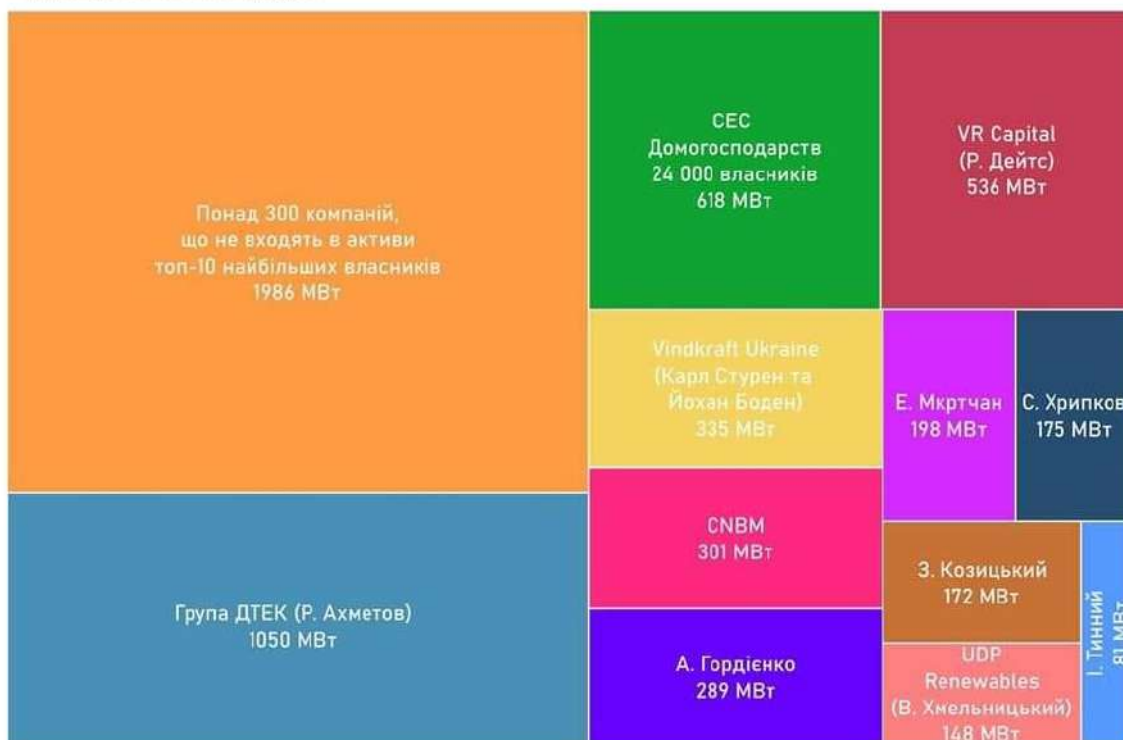 Понад 300 компаній,
що не входять в активи
топ-10 найбільших власників
1986 МВт
Група ДТЕК (Р. Ахметов)
1050 МВт
СЕС
Домогосподарств
24 000 власників
618 МВт
VR Capital
(Р. Дейтс)
536 МВт
Vindkraft Ukraine
(Карл Стурен та
Йохан Боден)
335 МВт
CNBM
301 МВт
А. Гордієнко
289 МВт
Е. Мкртчан
198 МВт
С. Хрипков
175 МВт
З. Козицький
172 МВт
UDP
Renewables
(В. Хмельницький)
148 МВт
І. Тинний
81 МВт